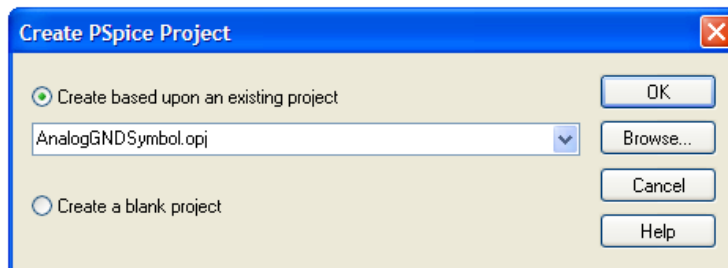 Create PSpice Project
Create based upon an existing project
AnalogGNDSymbol.opj
Create a blank project
OK
Browse...
Cancel
Help